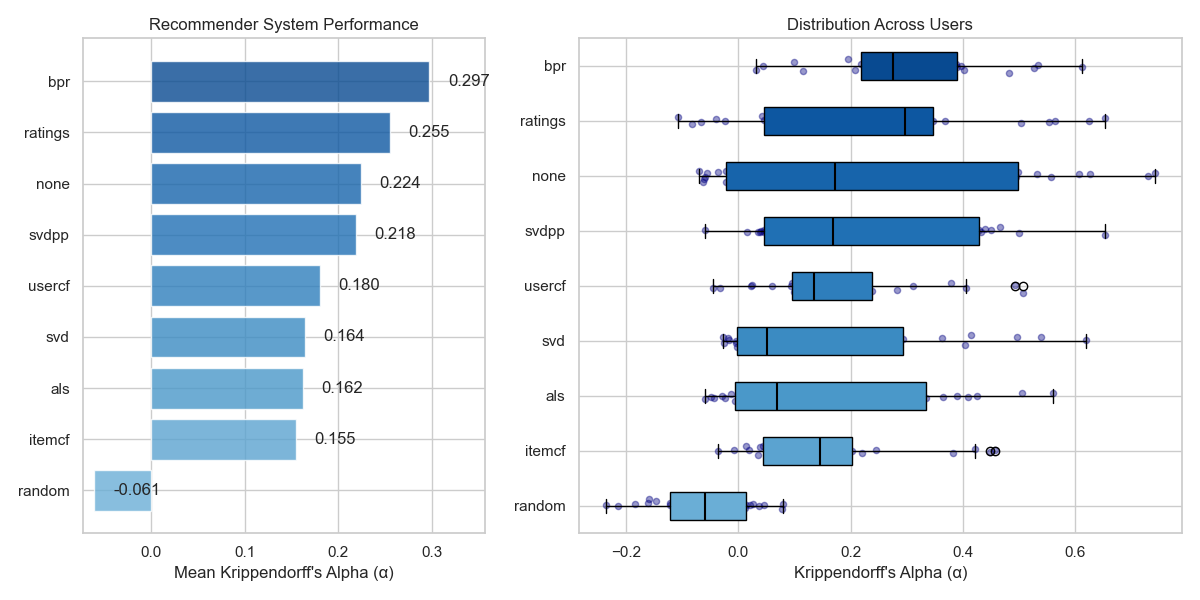 Recommender System Performance
bpr
0.297
ratings
0.255
none
0.224
svdpp
0.218
usercf
0.180
svd
0.164
als
0.162
itemcf
0.155
random
-0.061
0.0 0.1 0.2 0.3
Mean Krippendorff's Alpha (α)
Distribution Across Users
bpr
ratings
none
svdpp
usercf
svd
als
itemcf
random
−0.2 0.0 0.2 0.4 0.6
Krippendorff's Alpha (α)